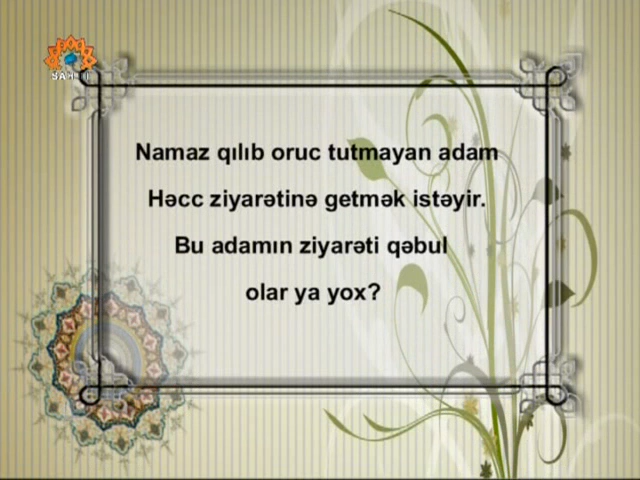 Namaz qılıb oruc tutmayan adam
Həcc ziyarətinə getmək istəyir.
Bu adamın ziyarəti qəbul
olar ya yox?